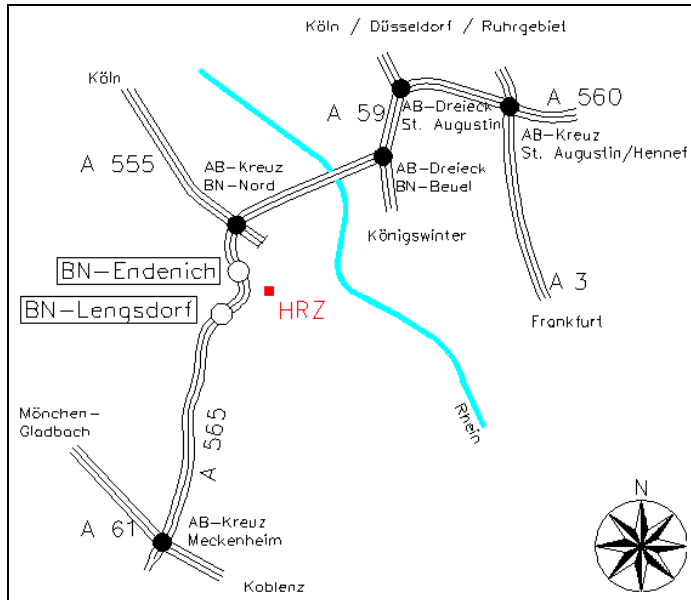 Köln / Düsseldorf / Ruhrgebiet
Köln
A 59
AB-Dreieck
St. Augustin
A 560
AB-Kreuz
St. Augustin/Hennef
A 555
AB-Kreuz
BN-Nord
AB-Dreieck
BN-Beuel
Königswinter
BN-Endenich
BN-Lengsdorf
HRZ
A 3
Frankfurt
Rhein
Mönchen-
Gladbach
A 565
A 61
AB-Kreuz
Meckenheim
Koblenz
N